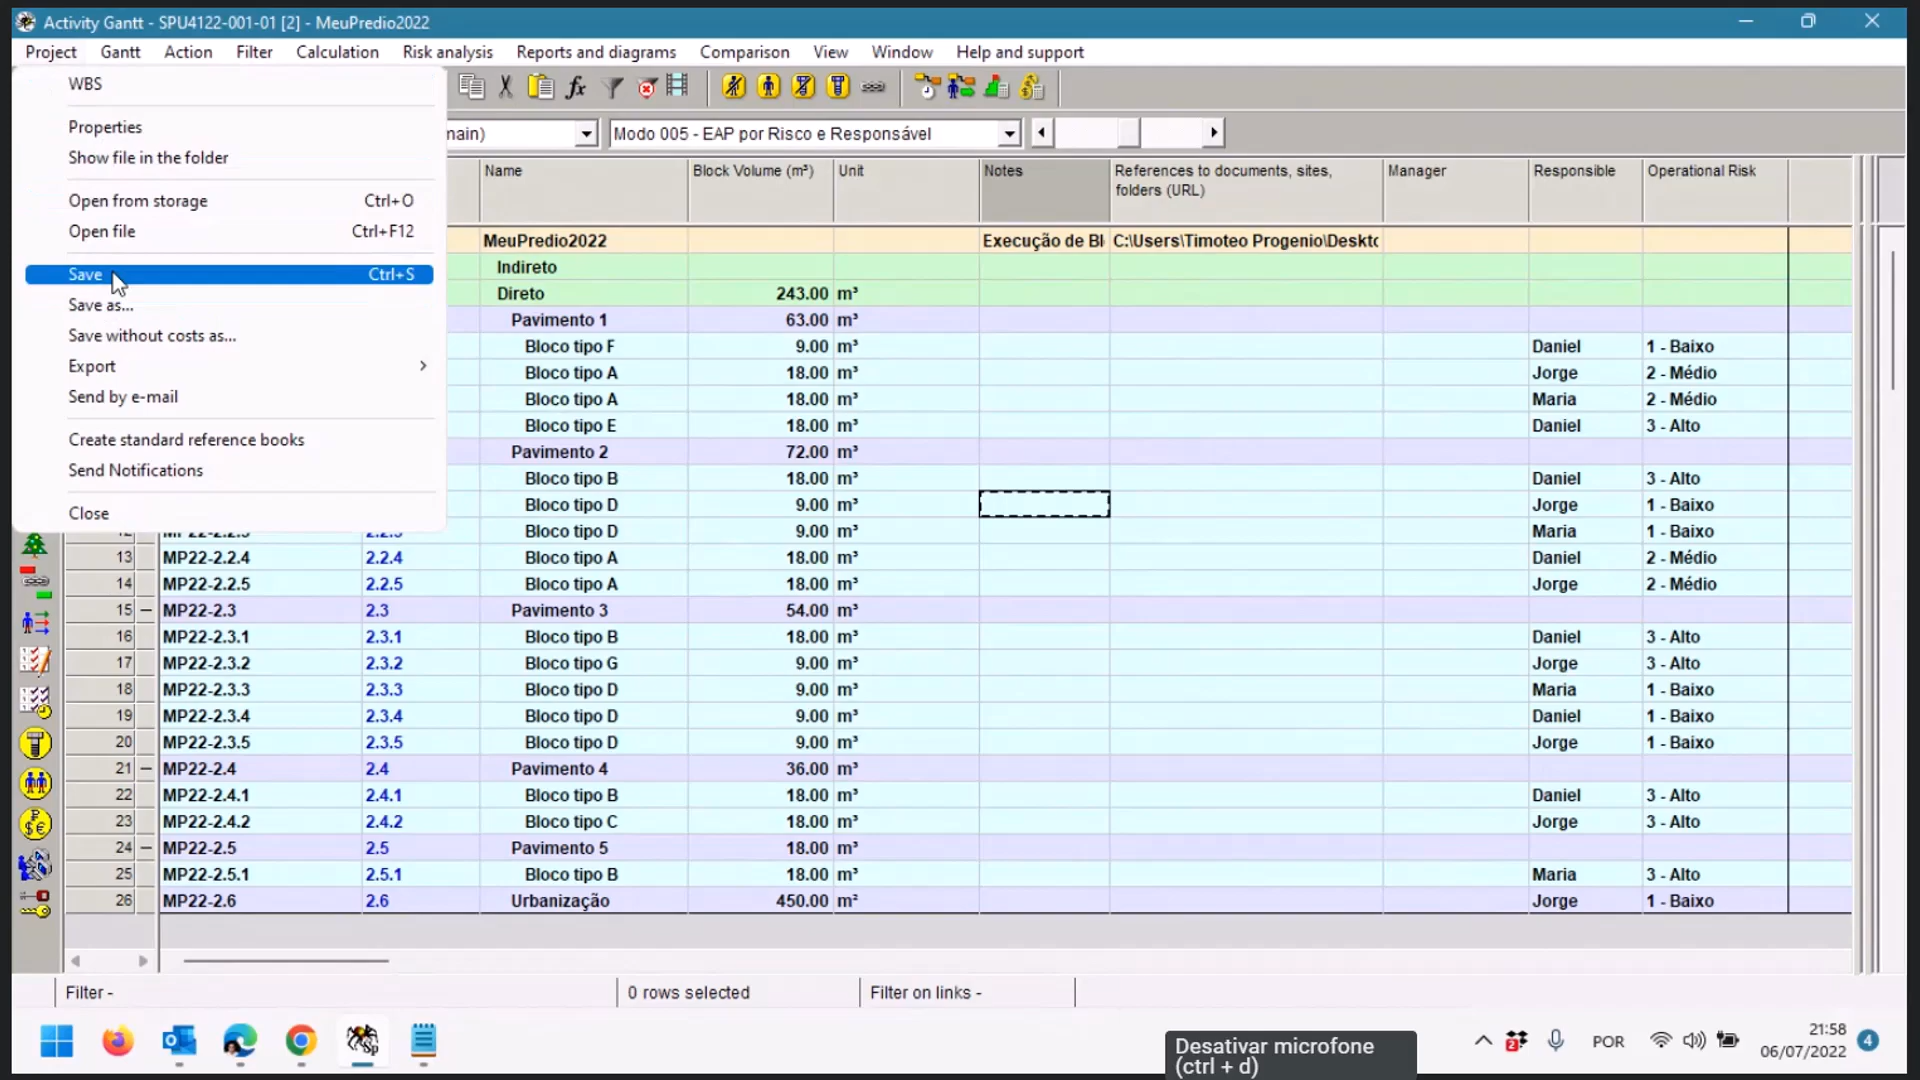 Activity Gantt - SPU4122-001-01 [2] - MeuPredio2022
Project Gantt Action Filter Calculation Risk analysis Reports and diagrams Comparison View Window Help and support
WBS
Properties
Show file in the folder
Open from storage Ctrl+O
Open file Ctrl+F12
Save Ctrl+S
Save as...
Save without costs as...
Export
Send by e-mail
Create standard reference books
Send Notifications
Close
nain) Modo 005 - EAP por Risco e Responsável
Name Block Volume (m³) Unit Notes References to documents, sites, folders (URL) Manager Responsible Operational Risk
MeuPredio2022 Execução de Bl C:\Users\Timoteo Progenio\Deskto
Indireto
Direto 243.00 m³
Pavimento 1 63.00 m³
Bloco tipo F 9.00 m³ Daniel 1 - Baixo
Bloco tipo A 18.00 m³ Jorge 2 - Médio
Bloco tipo A 18.00 m³ Maria 2 - Médio
Bloco tipo E 18.00 m³ Daniel 3 - Alto
Pavimento 2 72.00 m³
Bloco tipo B 18.00 m³ Daniel 3 - Alto
Bloco tipo D 9.00 m³ Jorge 1 - Baixo
12 MP22-2.2.3 2.2.3 Bloco tipo D 9.00 m³ Maria 1 - Baixo
13 MP22-2.2.4 2.2.4 Bloco tipo A 18.00 m³ Daniel 2 - Médio
14 MP22-2.2.5 2.2.5 Bloco tipo A 18.00 m³ Jorge 2 - Médio
15 MP22-2.3 2.3 Pavimento 3 54.00 m³
16 MP22-2.3.1 2.3.1 Bloco tipo B 18.00 m³ Daniel 3 - Alto
17 MP22-2.3.2 2.3.2 Bloco tipo G 9.00 m³ Jorge 3 - Alto
18 MP22-2.3.3 2.3.3 Bloco tipo D 9.00 m³ Maria 1 - Baixo
19 MP22-2.3.4 2.3.4 Bloco tipo D 9.00 m³ Daniel 1 - Baixo
20 MP22-2.3.5 2.3.5 Bloco tipo D 9.00 m³ Jorge 1 - Baixo
21 MP22-2.4 2.4 Pavimento 4 36.00 m³
22 MP22-2.4.1 2.4.1 Bloco tipo B 18.00 m³ Daniel 3 - Alto
23 MP22-2.4.2 2.4.2 Bloco tipo C 18.00 m³ Jorge 3 - Alto
24 MP22-2.5 2.5 Pavimento 5 18.00 m³
25 MP22-2.5.1 2.5.1 Bloco tipo B 18.00 m³ Maria 3 - Alto
26 MP22-2.6 2.6 Urbanização 450.00 m² Jorge 1 - Baixo
Filter - 0 rows selected Filter on links -
Desativar microfone
(ctrl + d)
2 POR 21:58 4
06/07/2022